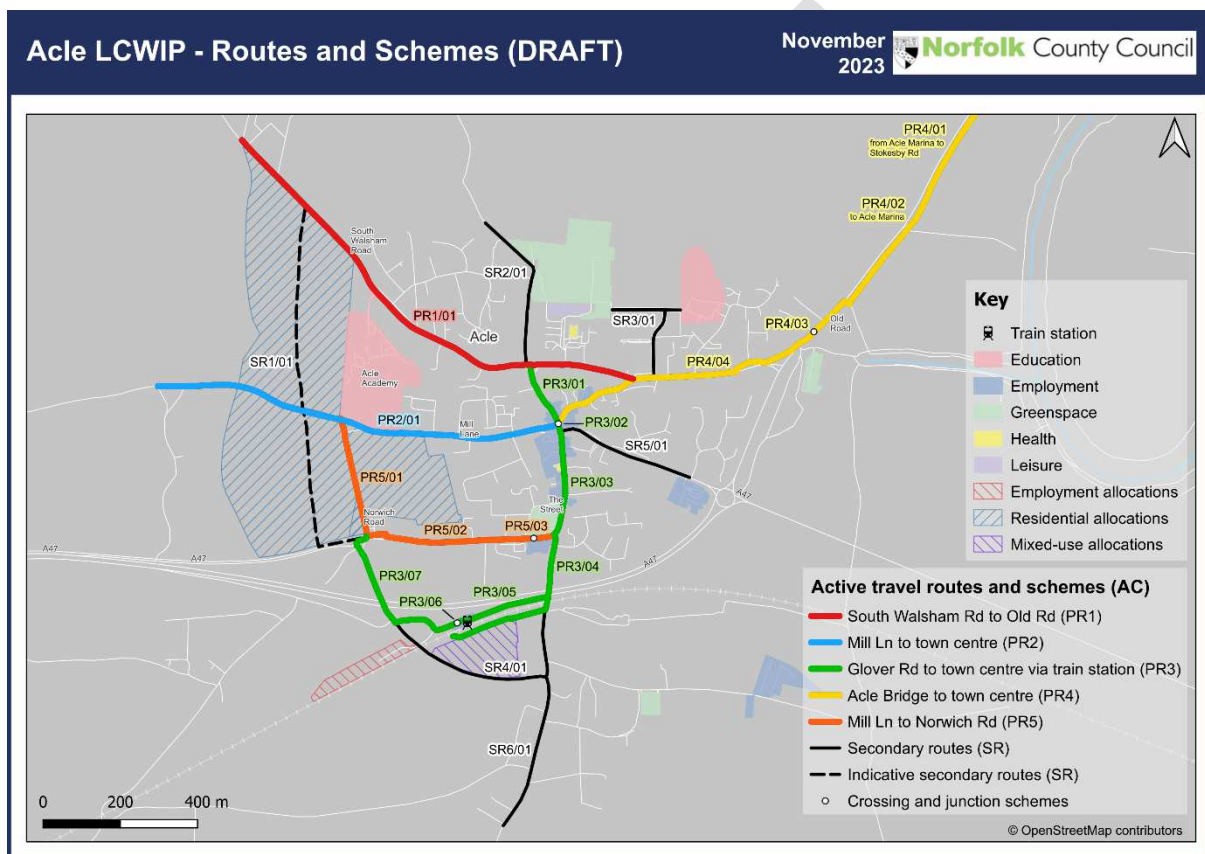 Acle LCWIP - Routes and Schemes (DRAFT)
November
2023
Norfolk County Council
PR4/01
from Acle Marina to
Stokesby Rd
PR4/02
to Acle Marina
South
Walsham
Road
SR2/01
SR3/01
PR4/03
Old
Road
PR1/01
Acle
SR1/01
PR4/04
Acle
Academy
PR3/01
PR2/01
Mill
Lane
PR3/02
SR5/01
PR5/01
PR3/03
A47
The
Street
Norwich
Road
PR5/02
PR5/03
A47
A47
A47
PR3/04
PR3/07
PR3/05
PR3/06
SR4/01
SR6/01
Key
Train station
Education
Employment
Greenspace
Health
Leisure
Employment allocations
Residential allocations
Mixed-use allocations
Active travel routes and schemes (AC)
South Walsham Rd to Old Rd (PR1)
Mill Ln to town centre (PR2)
Glover Rd to town centre via train station (PR3)
Acle Bridge to town centre (PR4)
Mill Ln to Norwich Rd (PR5)
Secondary routes (SR)
Indicative secondary routes (SR)
Crossing and junction schemes
0 200 400 m
© OpenStreetMap contributors